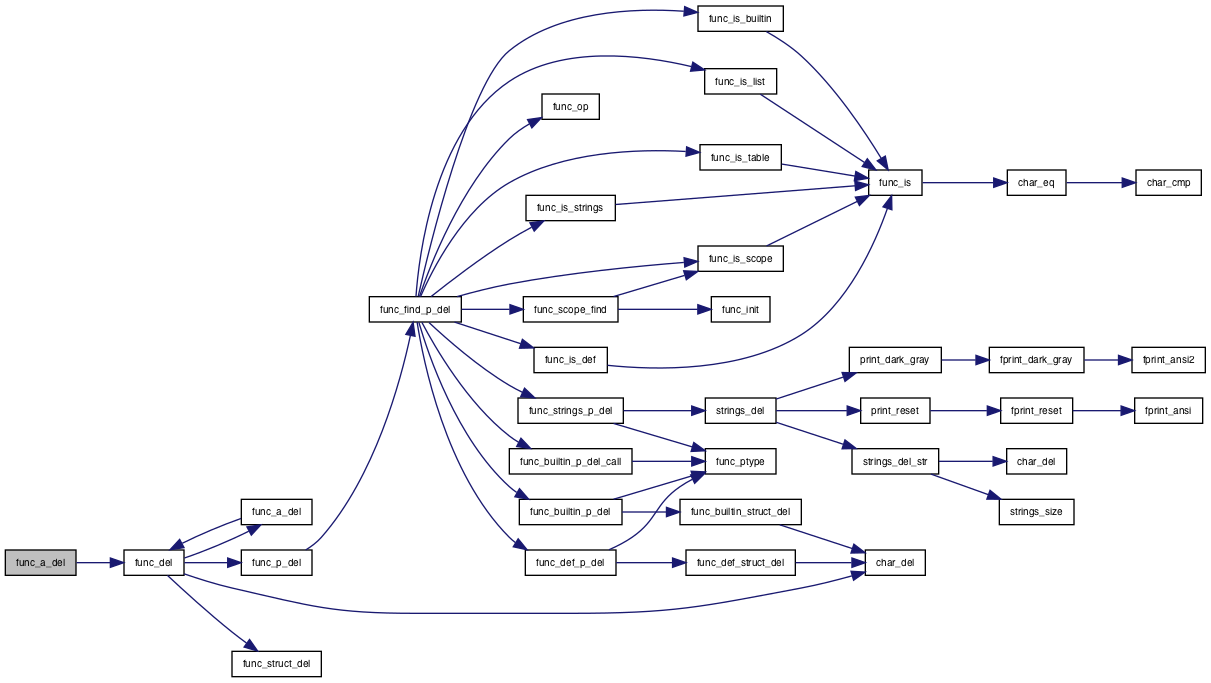 func_is_builtin
func_is_list
func_op
func_is_table
func_is
char_eq
char_cmp
func_is_strings
func_is_scope
func_find_p_del
func_scope_find
func_init
func_is_def
print_dark_gray
fprint_dark_gray
fprint_ansi2
func_strings_p_del
strings_del
print_reset
fprint_reset
fprint_ansi
func_builtin_p_del_call
func_ptype
strings_del_str
char_del
func_a_del
func_builtin_p_del
func_builtin_struct_del
strings_size
func_a_del
func_del
func_p_del
func_def_p_del
func_def_struct_del
char_del
func_struct_del